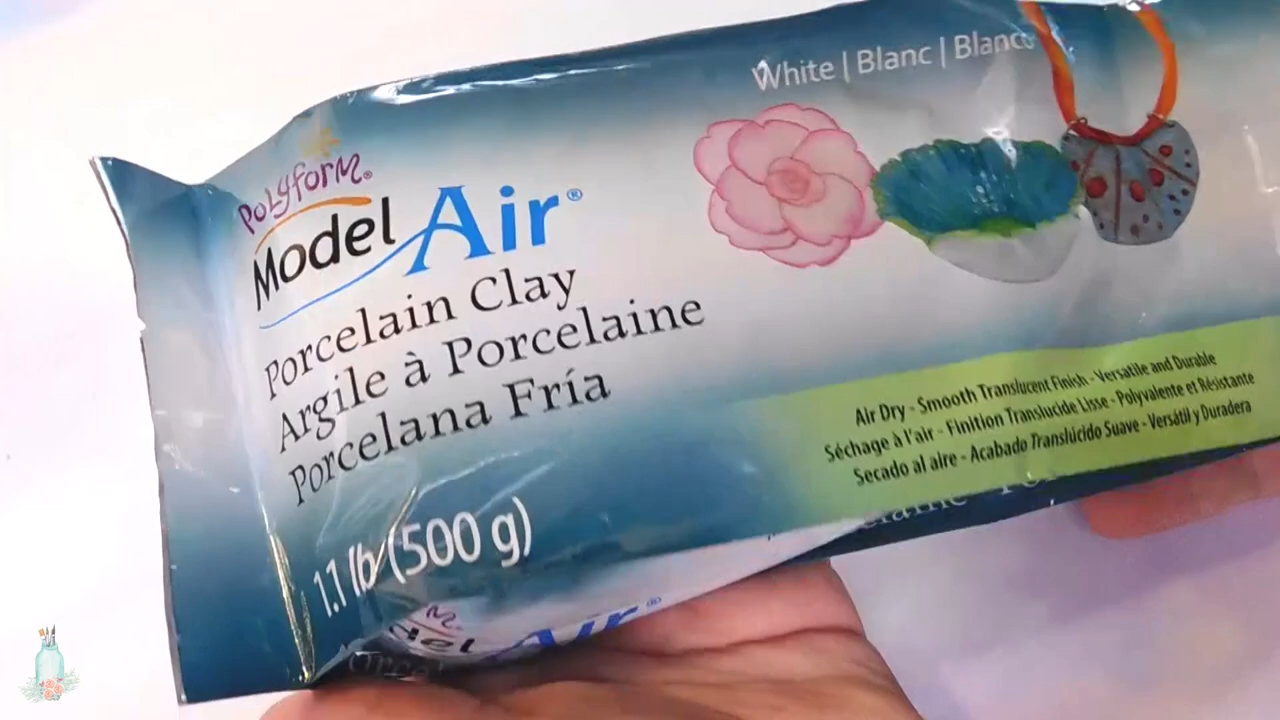 White | Blanc | Blanco
Polyform®
Model Air®
Porcelain Clay
Argile à Porcelaine
Porcelana Fría
Air Dry - Smooth Translucent Finish - Versatile and Durable
Séchage à l'air - Finition Translucide Lisse - Polyvalente et Résistante
Secado al aire - Acabado Translúcido Suave - Versátil y Duradera
1.1 lb (500 g)
Air®